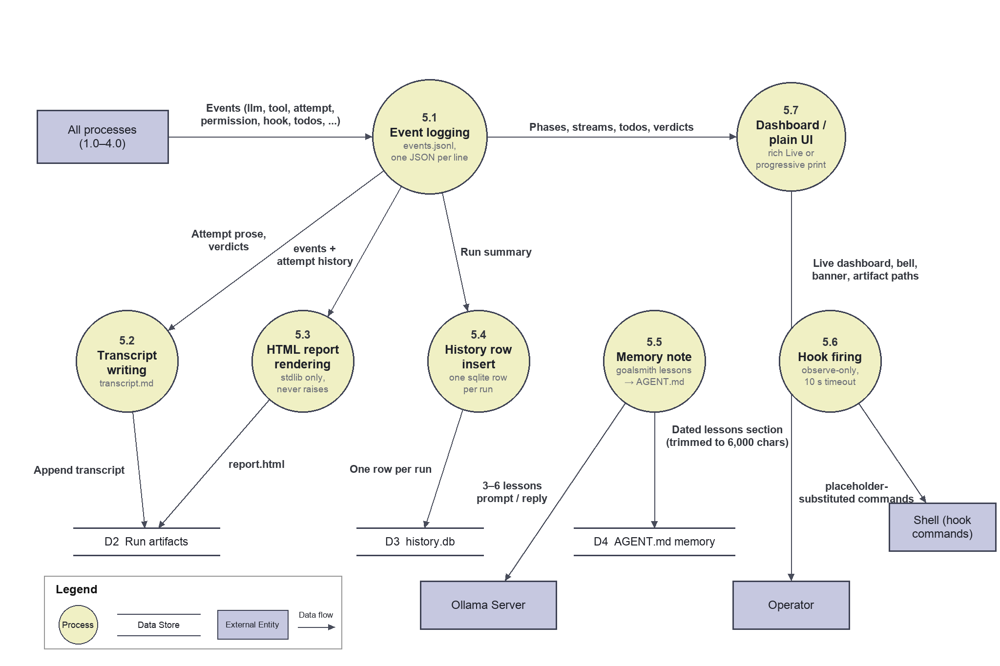 All processes
(1.0–4.0)
Events (llm, tool, attempt,
permission, hook, todos, ...)
5.1
Event logging
events.jsonl,
one JSON per line
Phases, streams, todos, verdicts
5.7
Dashboard /
plain UI
rich Live or
progressive print
Attempt prose,
verdicts
events +
attempt history
Run summary
Live dashboard, bell,
banner, artifact paths
5.2
Transcript
writing
transcript.md
5.3
HTML report
rendering
stdlib only,
never raises
5.4
History row
insert
one sqlite row
per run
5.5
Memory note
goalsmith lessons
→ AGENT.md
5.6
Hook firing
observe-only,
10 s timeout
Append transcript
report.html
One row per run
3–6 lessons
prompt / reply
Dated lessons section
(trimmed to 6,000 chars)
placeholder-
substituted commands
D2 Run artifacts
D3 history.db
D4 AGENT.md memory
Shell (hook
commands)
Ollama Server
Operator
Legend
Process
Data Store
External Entity
Data flow